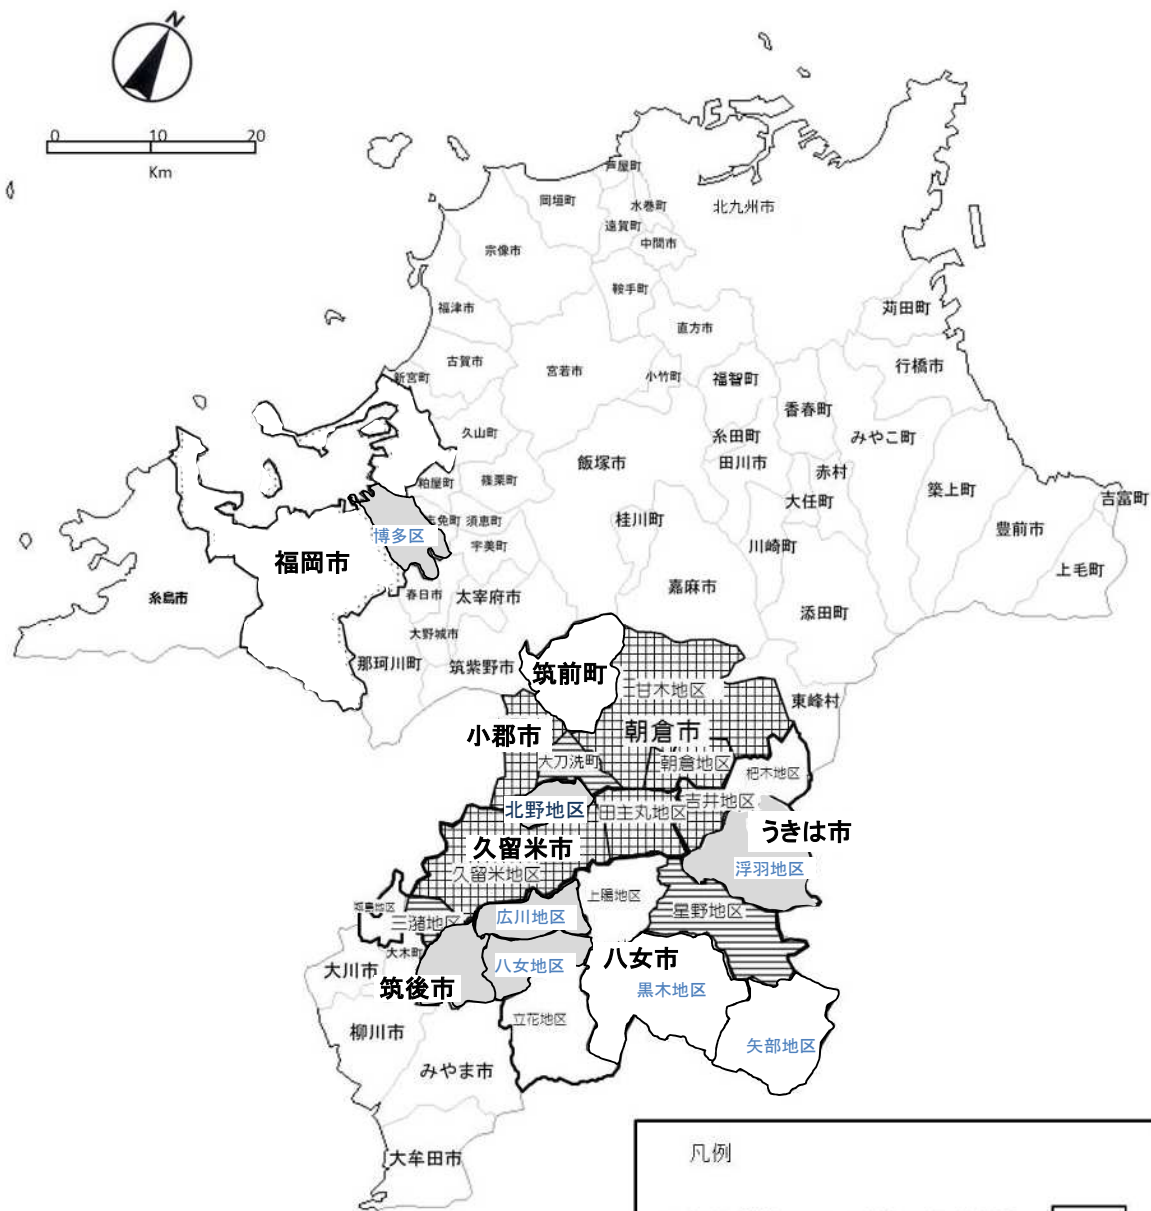 N
0 10 20
Km
芦屋町
岡垣町
水巻町
北九州市
遠賀町
宗像市
中間市
鞍手町
福津市
苅田町
直方市
古賀市
行橋市
宮若市
新宮町
小竹町
福智町
香春町
久山町
糸田町
みやこ町
飯塚市
田川市
赤村
粕屋町
篠栗町
築上町
大任町
吉富町
桂川町
志免町
須恵町
豊前市
博多区
宇美町
川崎町
福岡市
上毛町
嘉麻市
春日市
太宰府市
糸島市
添田町
大野城市
那珂川町
筑紫野市
筑前町
甘木地区
東峰村
朝倉市
小郡市
大刀洗町
朝倉地区
杷木地区
吉井地区
北野地区
田主丸地区
うきは市
久留米市
浮羽地区
久留米地区
上陽地区
城島地区
星野地区
広川地区
三潴地区
大木町
八女市
八女地区
大川市
筑後市
黒木地区
立花地区
柳川市
矢部地区
みやま市
大牟田市
凡例